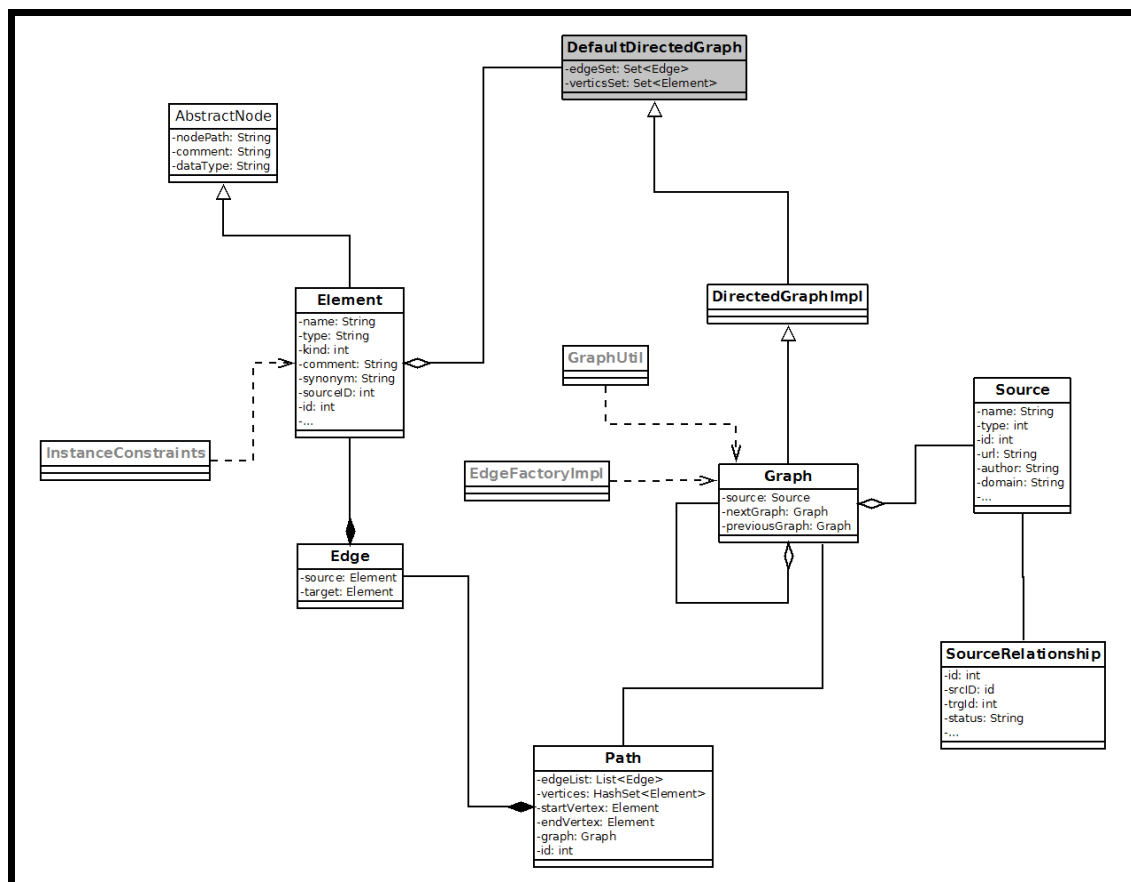 DefaultDirectedGraph
-edgeSet: Set<Edge>
-verticsSet: Set<Element>
AbstractNode
-nodePath: String
-comment: String
-dataType: String
Element
-name: String
-type: String
-kind: int
-comment: String
-synonym: String
-sourceID: int
-id: int
-...
DirectedGraphImpl
GraphUtil
Source
-name: String
-type: int
-id: int
-url: String
-author: String
-domain: String
-...
InstanceConstraints
EdgeFactoryImpl
Graph
-source: Source
-nextGraph: Graph
-previousGraph: Graph
Edge
-source: Element
-target: Element
SourceRelationship
-id: int
-srcID: id
-trgId: int
-status: String
-...
Path
-edgeList: List<Edge>
-vertices: HashSet<Element>
-startVertex: Element
-endVertex: Element
-graph: Graph
-id: int